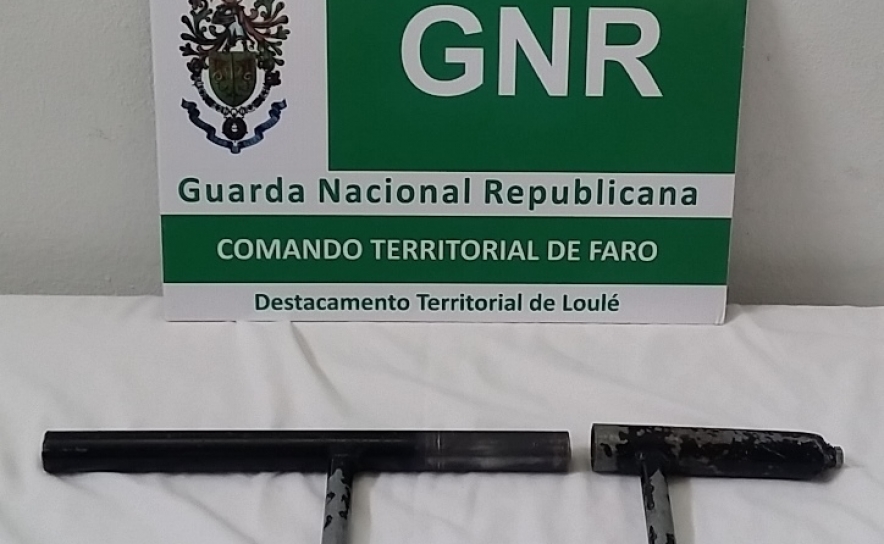 GNR
Guarda Nacional Republicana
COMANDO TERRITORIAL DE FARO
Destacamento Territorial de Loulé